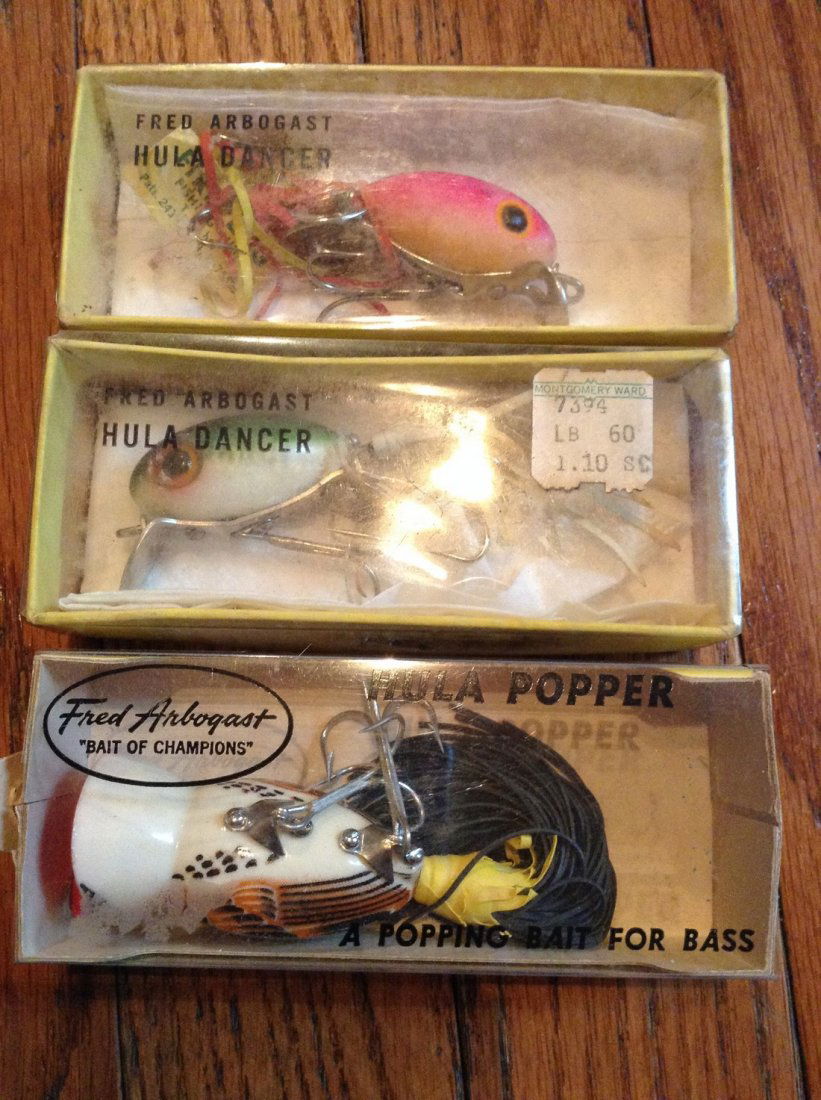 FRED ARBOGAST
HULA DANCER
FRED ARBOGAST
HULA DANCER
MONTGOMERY WARD
7394
LB 60
1.10 SC
Fred Arbogast
"BAIT OF CHAMPIONS"
HULA POPPER
A POPPING BAIT FOR BASS